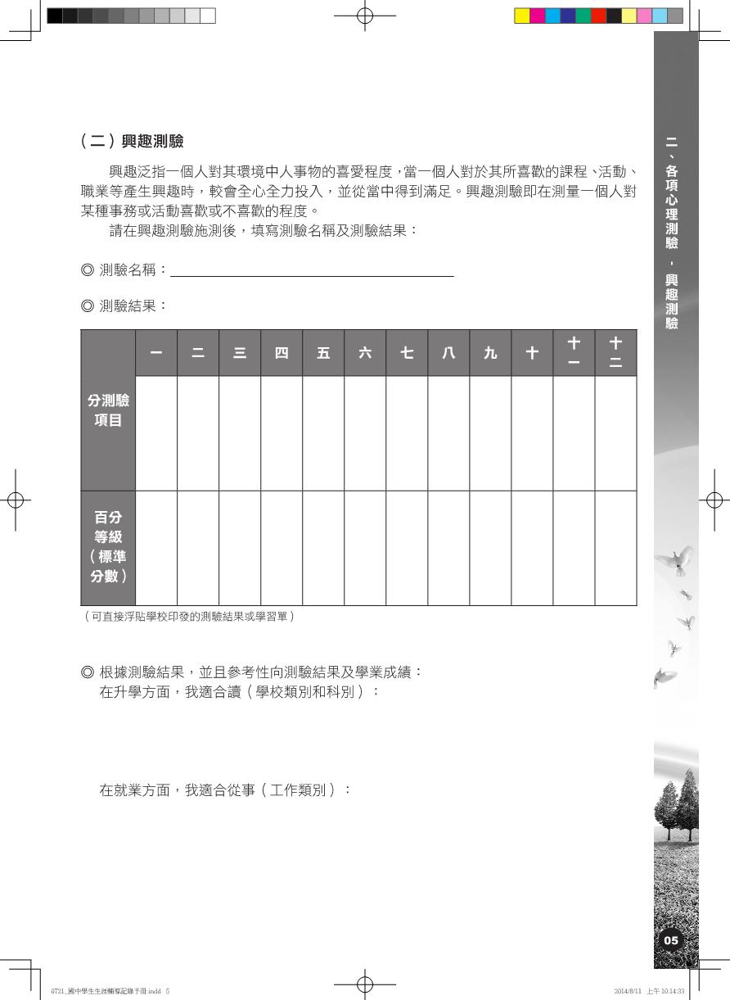 （二）興趣測驗
興趣泛指一個人對其環境中人事物的喜愛程度，當一個人對於其所喜歡的課程、活動、
職業等產生興趣時，較會全心全力投入，並從當中得到滿足。興趣測驗即在測量一個人對
某種事務或活動喜歡或不喜歡的程度。
請在興趣測驗施測後，填寫測驗名稱及測驗結果：
◎ 測驗名稱：
◎ 測驗結果：
一 二 三 四 五 六 七 八 九 十 十一 十二
分測驗
項目
百分
等級
（標準
分數）
（可直接浮貼學校印發的測驗結果或學習單）
◎ 根據測驗結果，並且參考性向測驗結果及學業成績：
在升學方面，我適合讀（學校類別和科別）：
在就業方面，我適合從事（工作類別）：
二、各項心理測驗 - 興趣測驗
05
0721_國中學生生涯輔導記錄手冊.indd 5
2014/8/11 上午 10:14:33